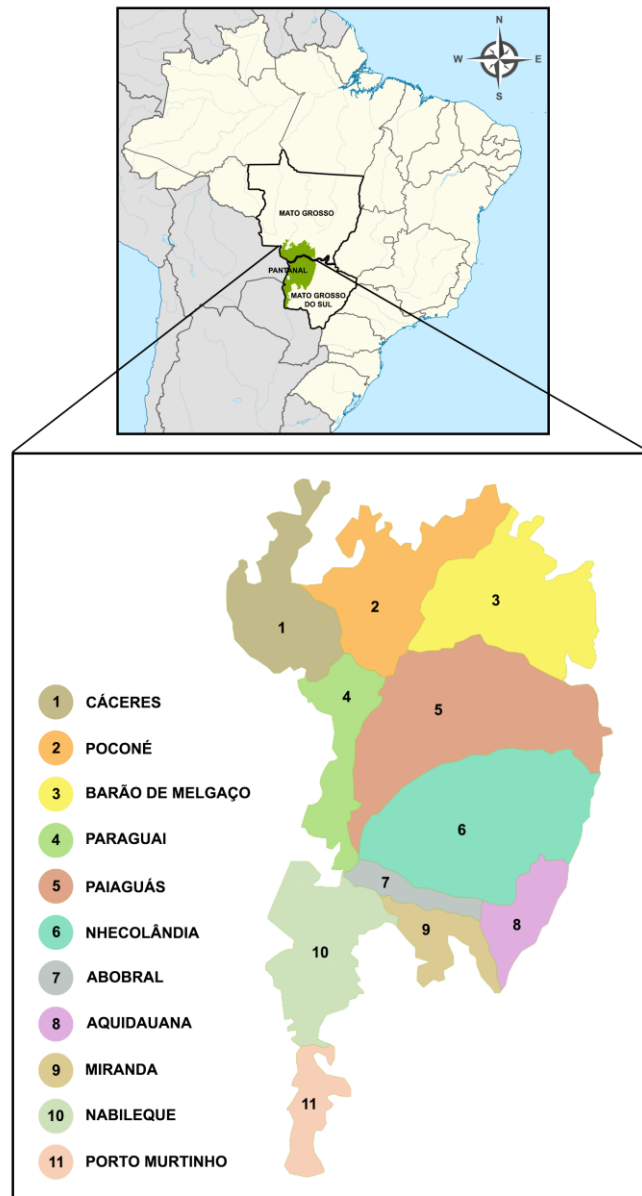 N
W
E
S
MATO GROSSO
PANTANAL
MATO GROSSO
DO SUL
1
2
3
4
5
6
7
8
9
10
11
1 CÁCERES
2 POCONÉ
3 BARÃO DE MELGAÇO
4 PARAGUAI
5 PAIAGUÁS
6 NHECOLÂNDIA
7 ABOBRAL
8 AQUIDAUANA
9 MIRANDA
10 NABILEQUE
11 PORTO MURTINHO